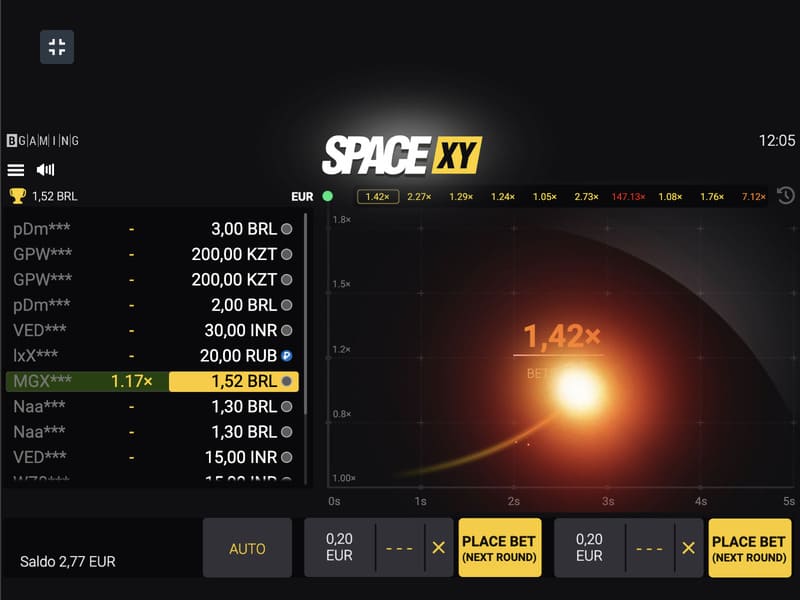 BGAMING
SPACE XY
12:05
1,52 BRL
EUR
1.42× 2.27× 1.29× 1.24× 1.05× 2.73× 147.13× 1.08× 1.76× 7.12×
pDm*** - 3,00 BRL
GPW*** - 200,00 KZT
GPW*** - 200,00 KZT
pDm*** - 2,00 BRL
VED*** - 30,00 INR
IxX*** - 20,00 RUB
MGX*** 1.17× 1,52 BRL
Naa*** - 1,30 BRL
Naa*** - 1,30 BRL
VED*** - 15,00 INR
1.8×
1.5×
1.2×
0.8×
1.00×
1,42×
BET
0s 1s 2s 3s 4s 5s
Saldo 2,77 EUR
AUTO
0,20 EUR
- - - ×
PLACE BET
(NEXT ROUND)
0,20 EUR
- - - ×
PLACE BET
(NEXT ROUND)